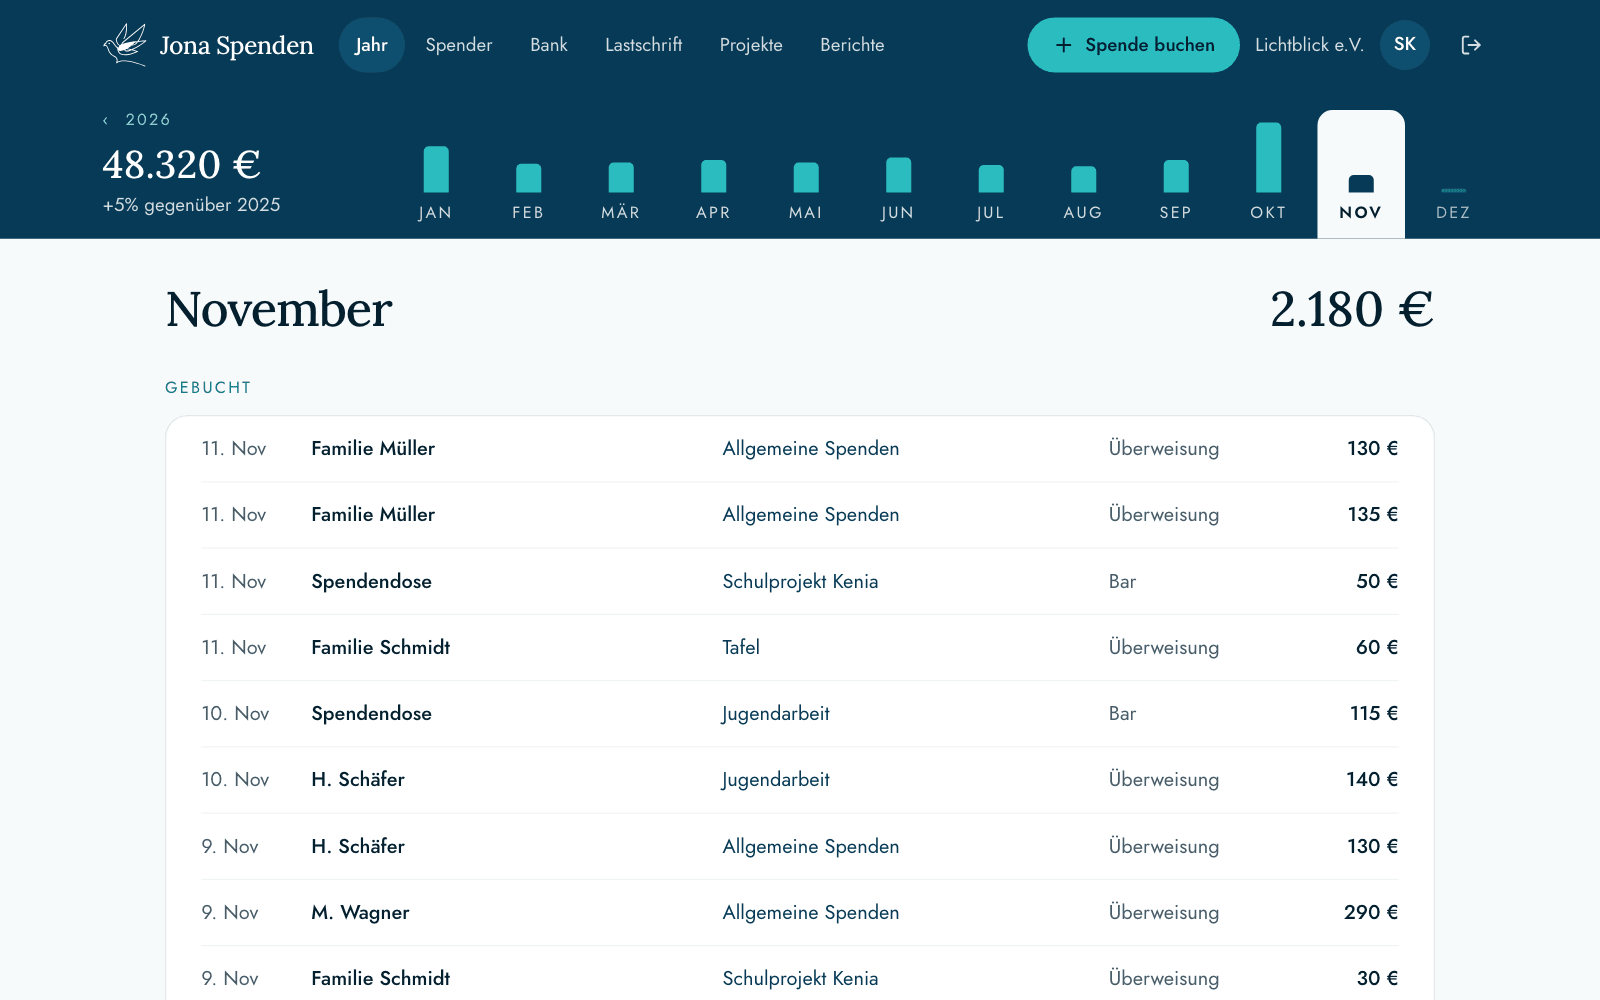 Jona Spenden Jahr Spender Bank Lastschrift Projekte Berichte + Spende buchen Lichtblick e.V. SK
‹ 2026
48.320 €
+5% gegenüber 2025
JAN FEB MÄR APR MAI JUN JUL AUG SEP OKT NOV DEZ
November 2.180 €
GEBUCHT
11. Nov Familie Müller Allgemeine Spenden Überweisung 130 €
11. Nov Familie Müller Allgemeine Spenden Überweisung 135 €
11. Nov Spendendose Schulprojekt Kenia Bar 50 €
11. Nov Familie Schmidt Tafel Überweisung 60 €
10. Nov Spendendose Jugendarbeit Bar 115 €
10. Nov H. Schäfer Jugendarbeit Überweisung 140 €
9. Nov H. Schäfer Allgemeine Spenden Überweisung 130 €
9. Nov M. Wagner Allgemeine Spenden Überweisung 290 €
9. Nov Familie Schmidt Schulprojekt Kenia Überweisung 30 €